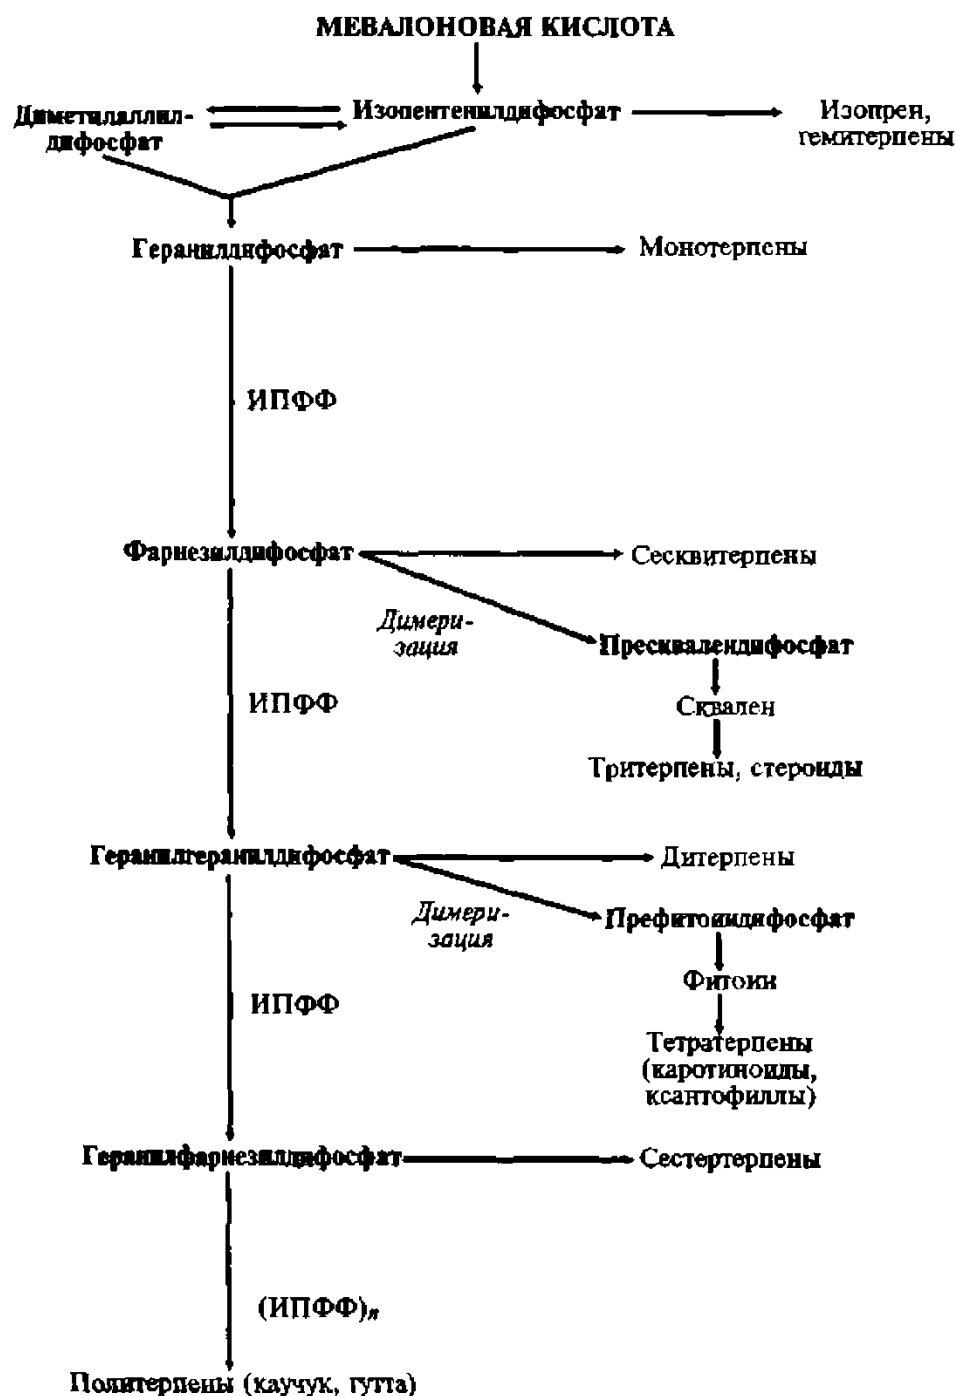 МЕВАЛОНОВАЯ КИСЛОТА
Диметилаллил-
дифосфат
Изопентенилдифосфат
Изопрен,
гемитерпены
Геранилдифосфат
Монотерпены
ИПФФ
Фарнезилдифосфат
Сесквитерпены
Димери-
зация
Пресквалендифосфат
ИПФФ
Сквален
Тритерпены, стероиды
Геранилгеранилдифосфат
Дитерпены
Димери-
зация
Префитоиндифосфат
Фитоин
ИПФФ
Тетратерпены
(каротиноиды,
ксантофиллы)
Геранилфарнезилдифосфат
Сестертерпены
(ИПФФ)n
Политерпены (каучук, гутта)